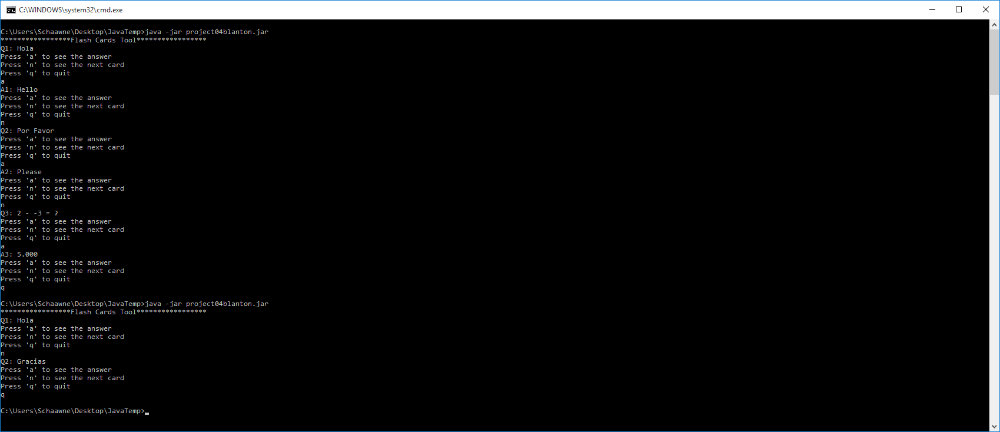 C:\WINDOWS\system32\cmd.exe
C:\Users\Schaawne\Desktop\JavaTemp>java -jar project04blanton.jar
*****************Flash Cards Tool*****************
Q1: Hola
Press 'a' to see the answer
Press 'n' to see the next card
Press 'q' to quit
a
A1: Hello
Press 'a' to see the answer
Press 'n' to see the next card
Press 'q' to quit
n
Q2: Por Favor
Press 'a' to see the answer
Press 'n' to see the next card
Press 'q' to quit
a
A2: Please
Press 'a' to see the answer
Press 'n' to see the next card
Press 'q' to quit
n
Q3: 2 - -3 = ?
Press 'a' to see the answer
Press 'n' to see the next card
Press 'q' to quit
a
A3: 5.000
Press 'a' to see the answer
Press 'n' to see the next card
Press 'q' to quit
q
C:\Users\Schaawne\Desktop\JavaTemp>java -jar project04blanton.jar
*****************Flash Cards Tool*****************
Q1: Hola
Press 'a' to see the answer
Press 'n' to see the next card
Press 'q' to quit
n
Q2: Gracias
Press 'a' to see the answer
Press 'n' to see the next card
Press 'q' to quit
q
C:\Users\Schaawne\Desktop\JavaTemp>